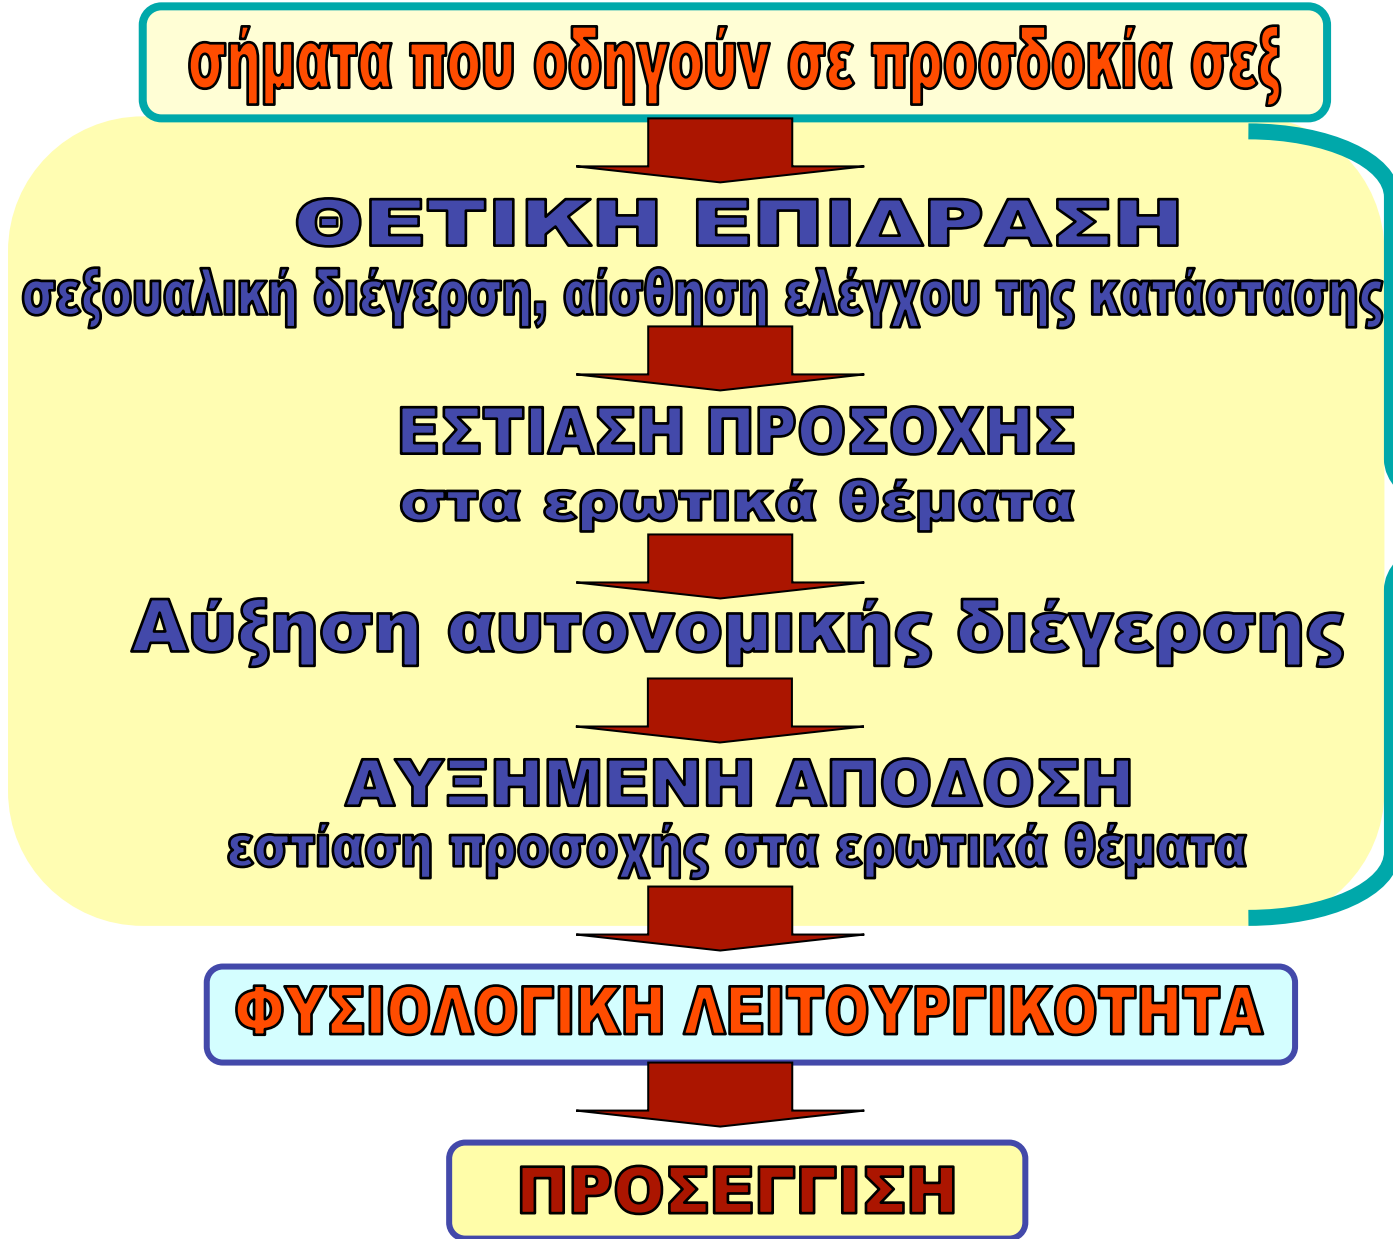 σήματα που οδηγούν σε προσδοκία σεξ
ΘΕΤΙΚΗ ΕΠΙΔΡΑΣΗ
σεξουαλική διέγερση, αίσθηση ελέγχου της κατάστασης
ΕΣΤΙΑΣΗ ΠΡΟΣΟΧΗΣ
στα ερωτικά θέματα
Αύξηση αυτονομικής διέγερσης
ΑΥΞΗΜΕΝΗ ΑΠΟΔΟΣΗ
εστίαση προσοχής στα ερωτικά θέματα
ΦΥΣΙΟΛΟΓΙΚΗ ΛΕΙΤΟΥΡΓΙΚΟΤΗΤΑ
ΠΡΟΣΕΓΓΙΣΗ